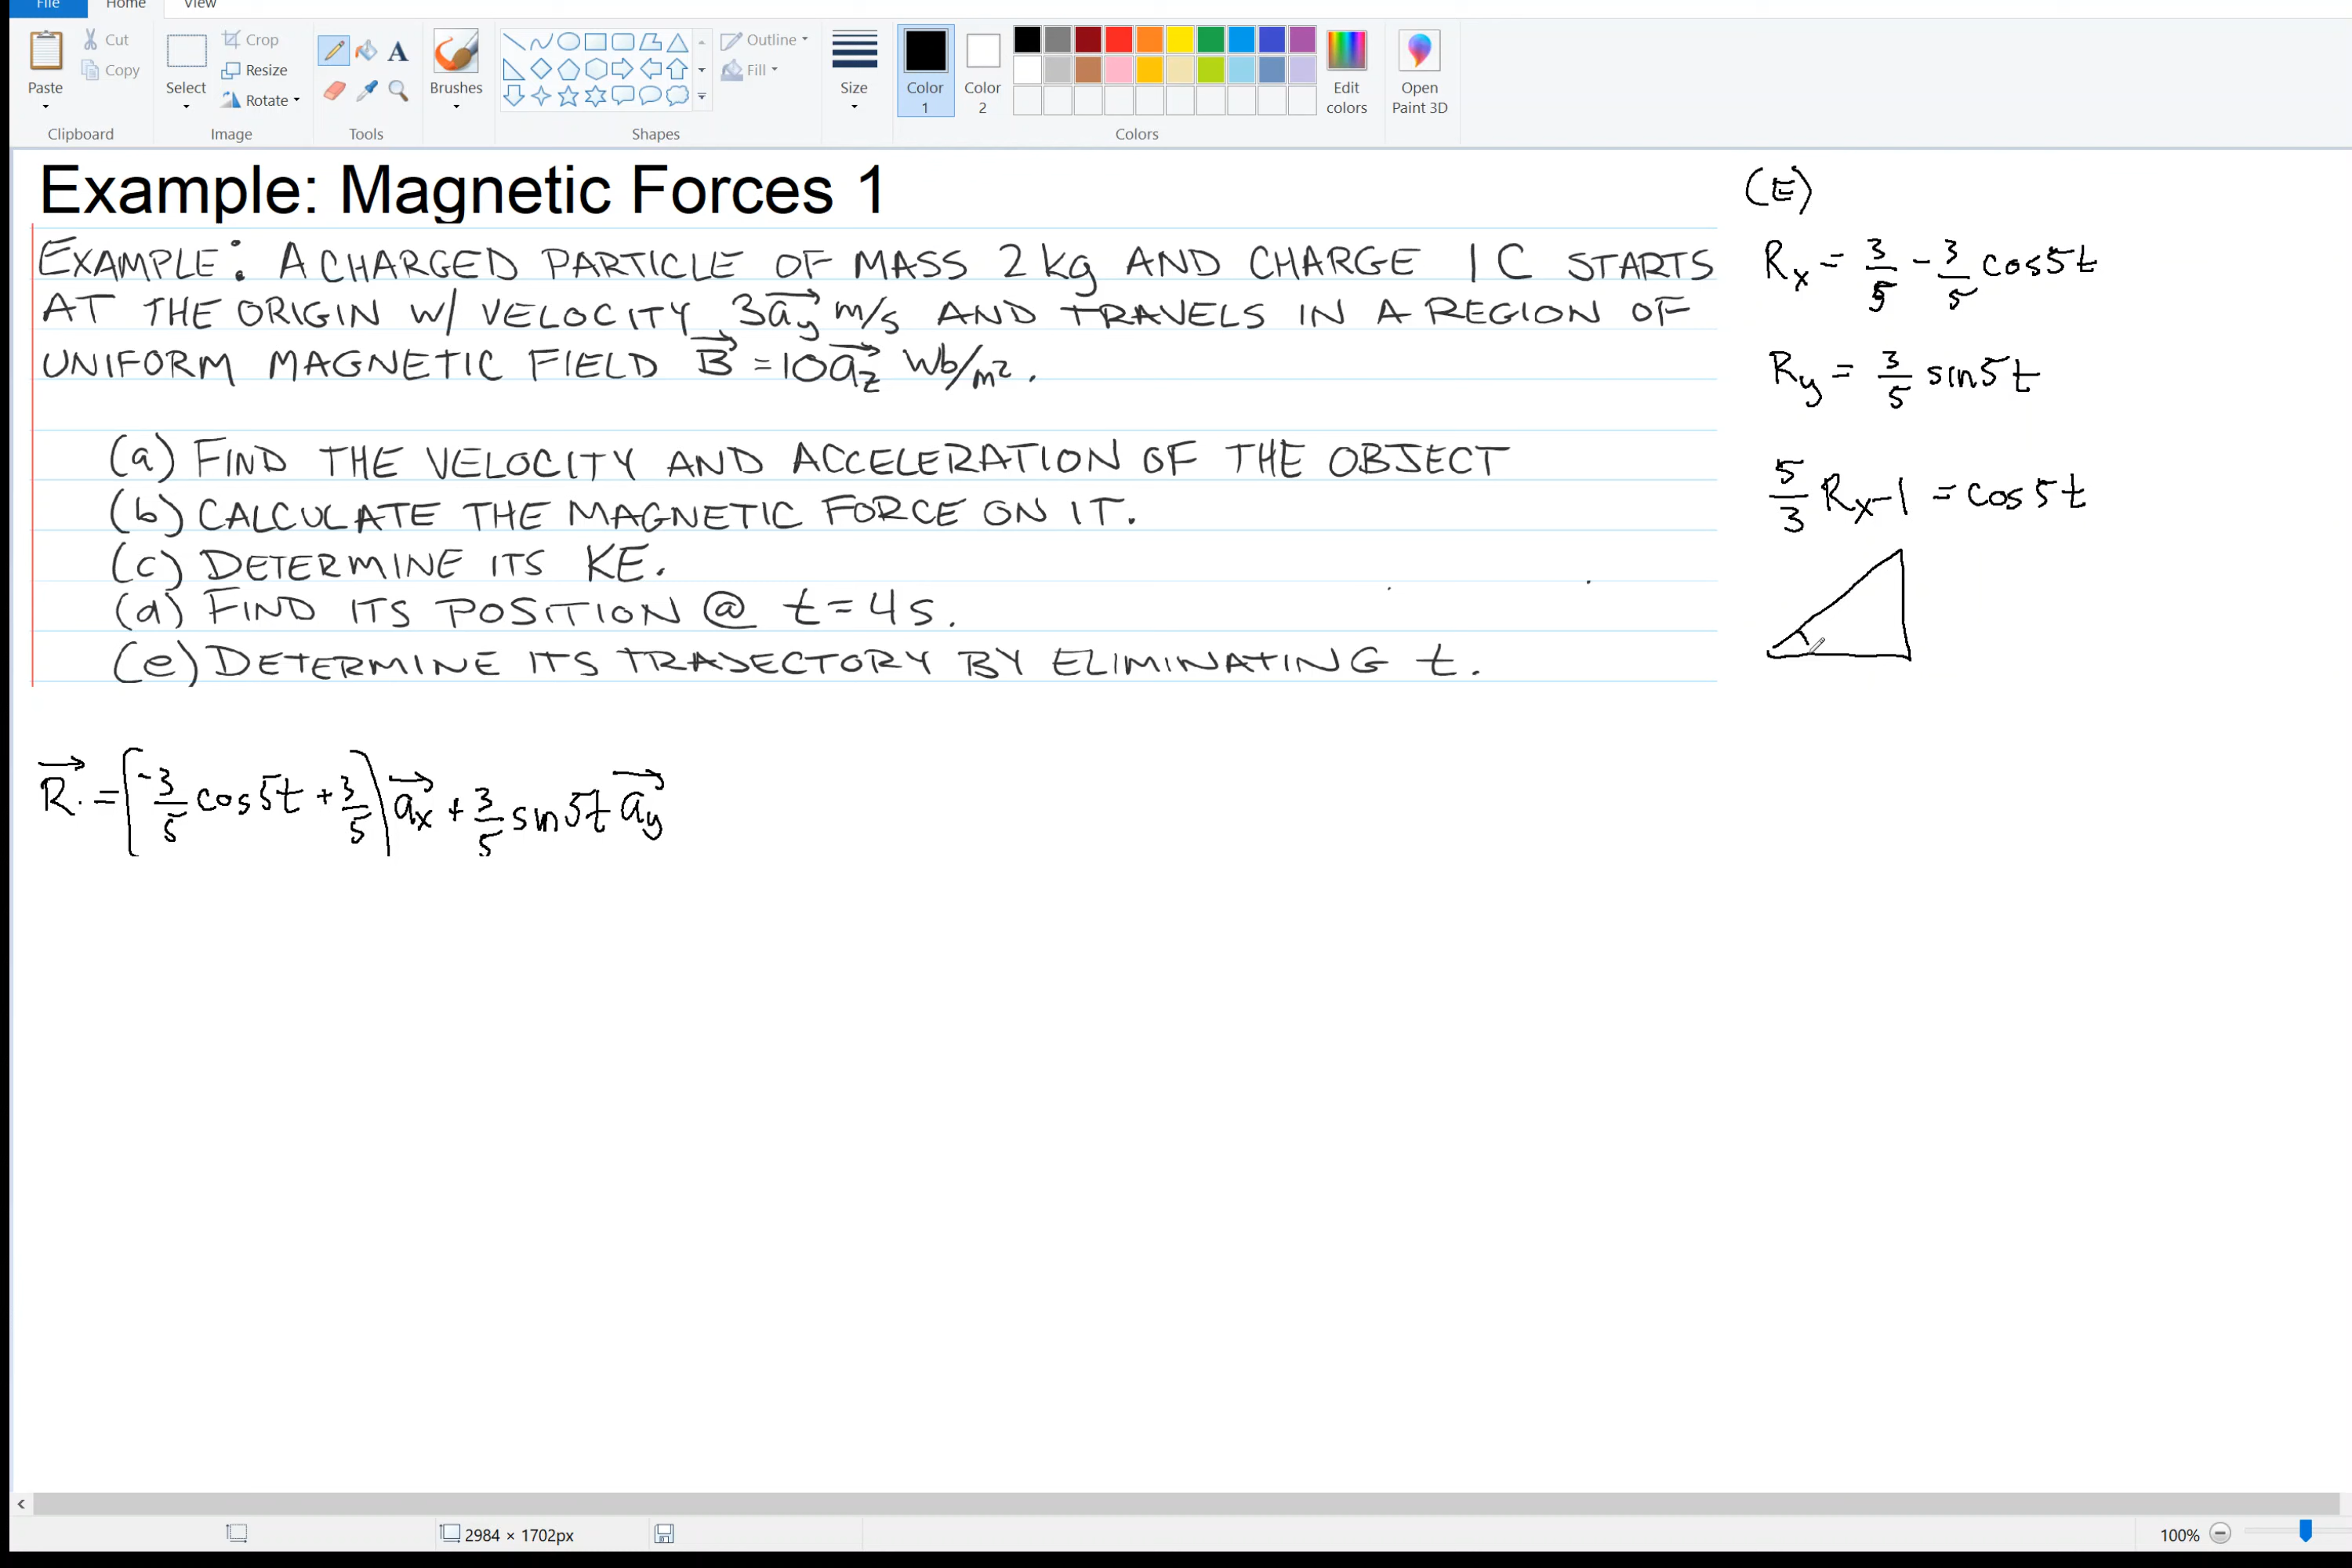 File Home View
Paste Cut Copy Clipboard
Select Crop Resize Rotate Image
A Tools
Brushes
Shapes Outline Fill
Size
Color 1 Color 2 Edit colors Colors
Open Paint 3D
Example: Magnetic Forces 1
EXAMPLE: A CHARGED PARTICLE OF MASS 2 kg AND CHARGE 1 C STARTS
AT THE ORIGIN W/ VELOCITY 3a⃗y m/s AND TRAVELS IN A REGION OF
UNIFORM MAGNETIC FIELD B⃗ = 10a⃗z Wb/m².
(a) FIND THE VELOCITY AND ACCELERATION OF THE OBJECT
(b) CALCULATE THE MAGNETIC FORCE ON IT.
(c) DETERMINE ITS KE.
(d) FIND ITS POSITION @ t=4s.
(e) DETERMINE ITS TRAJECTORY BY ELIMINATING t.
R⃗ = [-3/5 cos5t + 3/5] a⃗x + 3/5 sin5t a⃗y
(E)
Rx = 3/5 - 3/5 cos5t
Ry = 3/5 sin5t
5/3 Rx-1 = cos5t
2984 × 1702px
100%